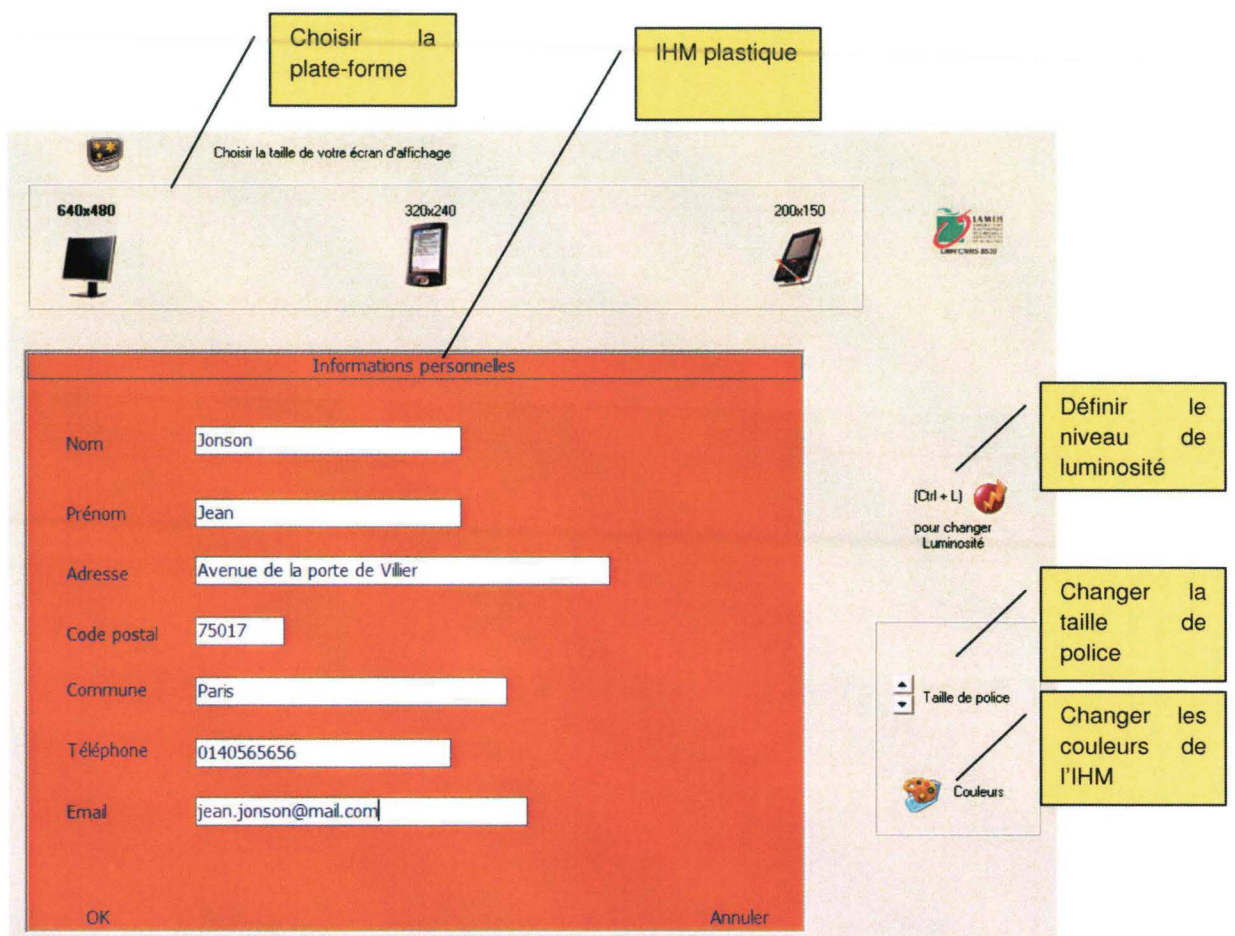 Choisir la
plate-forme
IHM plastique
Choisir la taille de votre écran d'affichage
640x480
320x240
200x150
LAMIH
Informations personnelles
Nom
Jonson
Prénom
Jean
Adresse
Avenue de la porte de Villier
Code postal
75017
Commune
Paris
Téléphone
0140565656
Email
jean.jonson@mail.com
OK
Annuler
Définir le
niveau de
luminosité
(Ctrl + L)
pour changer
Luminosité
Changer la
taille de
police
Taille de police
Changer les
couleurs de
l'IHM
Couleurs